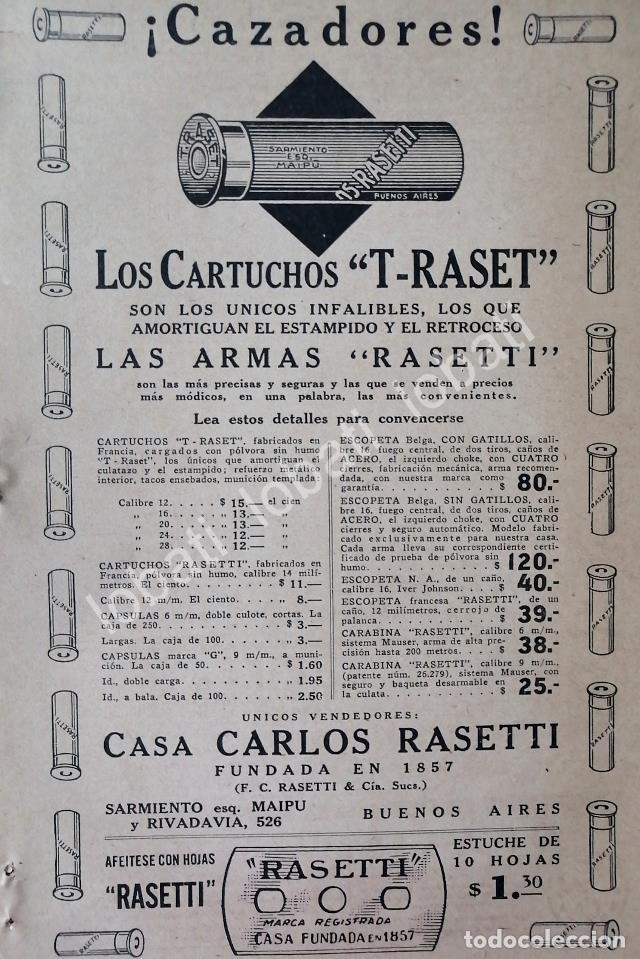 ¡Cazadores!
T-RASET
SARMIENTO
ESQ.
MAIPU
OS-RASETTI
BUENOS AIRES
LOS CARTUCHOS "T-RASET"
SON LOS UNICOS INFALIBLES, LOS QUE
AMORTIGUAN EL ESTAMPIDO Y EL RETROCESO
LAS ARMAS "RASETTI"
son las más precisas y seguras y las que se venden a precios
más módicos, en una palabra, las más convenientes.
Lea estos detalles para convencerse
CARTUCHOS "T-RASET", fabricados en
Francia, cargados con pólvora sin humo
"T-Raset", los únicos que amortiguan el
culatazo y el estampido; refuerzo metálico
interior, tacos ensebados, munición templada:
Calibre 12. . . . . $ 15.— el cien
„ 16. . . . . „ 13.— „
„ 20. . . . . „ 13.— „
„ 24. . . . . „ 12.— „
„ 28. . . . . „ 12.— „
CARTUCHOS "RASETTI", fabricados en
Francia, pólvora sin humo, calibre 14 milí-
metros. El ciento. . . . . . . $ 11.—
Calibre 12 m/m. El ciento. . . . „ 8.—
CAPSULAS 6 m/m, doble culote, cortas. La
caja de 250. . . . . . . . . $ 3.—
Largas. La caja de 100. . . . . „ 3.—
CAPSULAS marca "G", 9 m/m., a muni-
ción. La caja de 50. . . . . . $ 1.60
Id., doble carga. . . . . . . . „ 1.95
Id., a bala. Caja de 100. . . . . „ 2.50
ESCOPETA Belga, CON GATILLOS, cali-
bre 16, fuego central, de dos tiros, caños de
ACERO, el izquierdo choke, con CUATRO
cierres, fabricación mecánica, arma recomen-
dada, con nuestra marca como
garantía. . . . . . . . . $ 80.-
ESCOPETA Belga, SIN GATILLOS, cali-
bre 16, fuego central, de dos tiros, caños de
ACERO, el izquierdo choke, con CUATRO
cierres y seguro automático. Modelo fabri-
cado exclusivamente para nuestra casa.
Cada arma lleva su correspondiente certi-
ficado de prueba de pólvora sin
humo. . . . . . . . . $ 120.-
ESCOPETA N. A., de un caño,
calibre 16, Iver Johnson. . . . $ 40.-
ESCOPETA francesa "RASETTI", de un
caño, 12 milímetros, cerrojo de
palanca. . . . . . . . . $ 39.-
CARABINA "RASETTI", calibre 6 m/m.,
sistema Mauser, arma de alta pre-
cisión hasta 200 metros. . . . $ 38.-
CARABINA "RASETTI", calibre 9 m/m.,
(patente núm. 26.279), sistema Mauser, con
seguro y baqueta desarmable en
la culata. . . . . . . . . $ 25.-
UNICOS VENDEDORES:
CASA CARLOS RASETTI
FUNDADA EN 1857
(F. C. RASETTI & Cía. Sucs.)
SARMIENTO esq. MAIPU
y RIVADAVIA, 526
BUENOS AIRES
AFEITESE CON HOJAS
"RASETTI"
"RASETTI"
MARCA REGISTRADA
CASA FUNDADA EN 1857
ESTUCHE DE
10 HOJAS
$ 1.30
todocoleccion.net